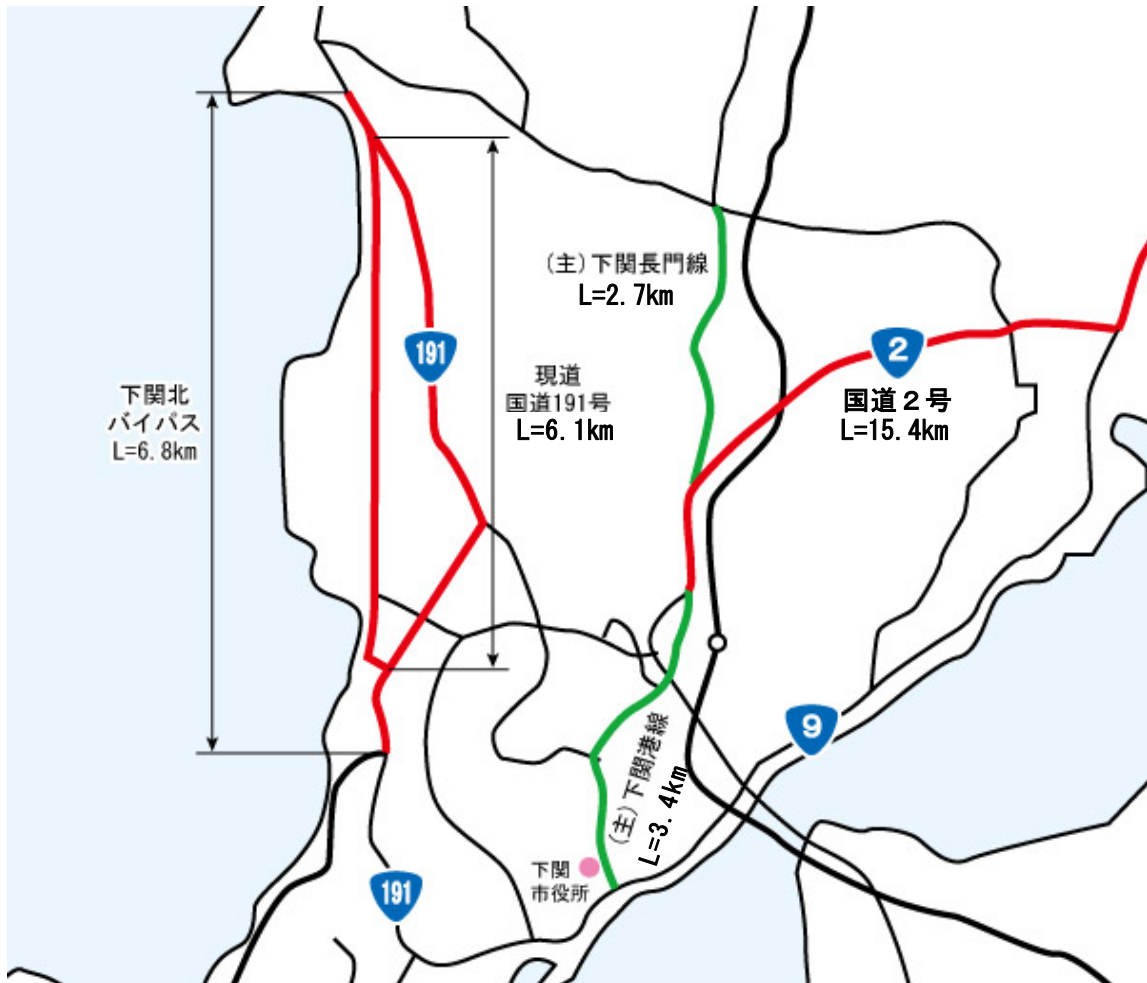 (主)下関長門線
L=2.7km
191
2
現道
国道191号
L=6.1km
下関北
バイパス
L=6.8km
国道２号
L=15.4km
9
(主)下関港線
L=3.4km
下関
市役所
191